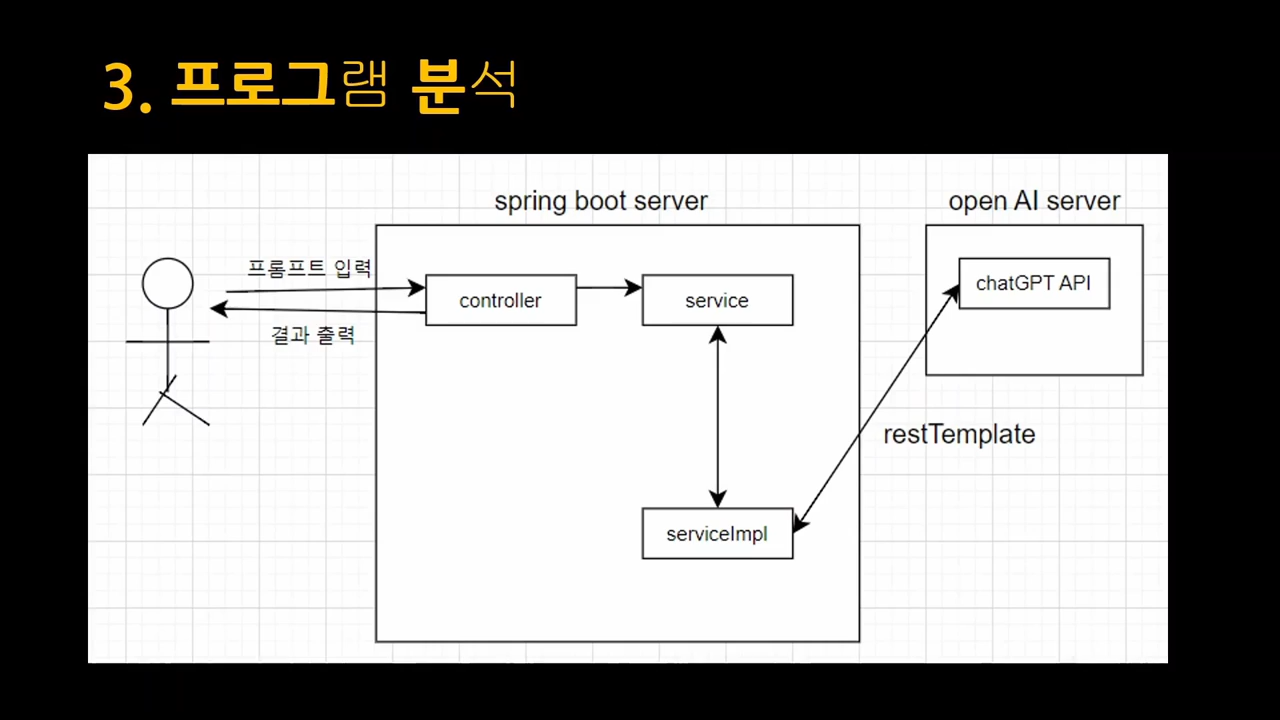 3. 프로그램 분석
spring boot server
open AI server
프롬프트 입력
결과 출력
controller
service
chatGPT API
restTemplate
serviceImpl